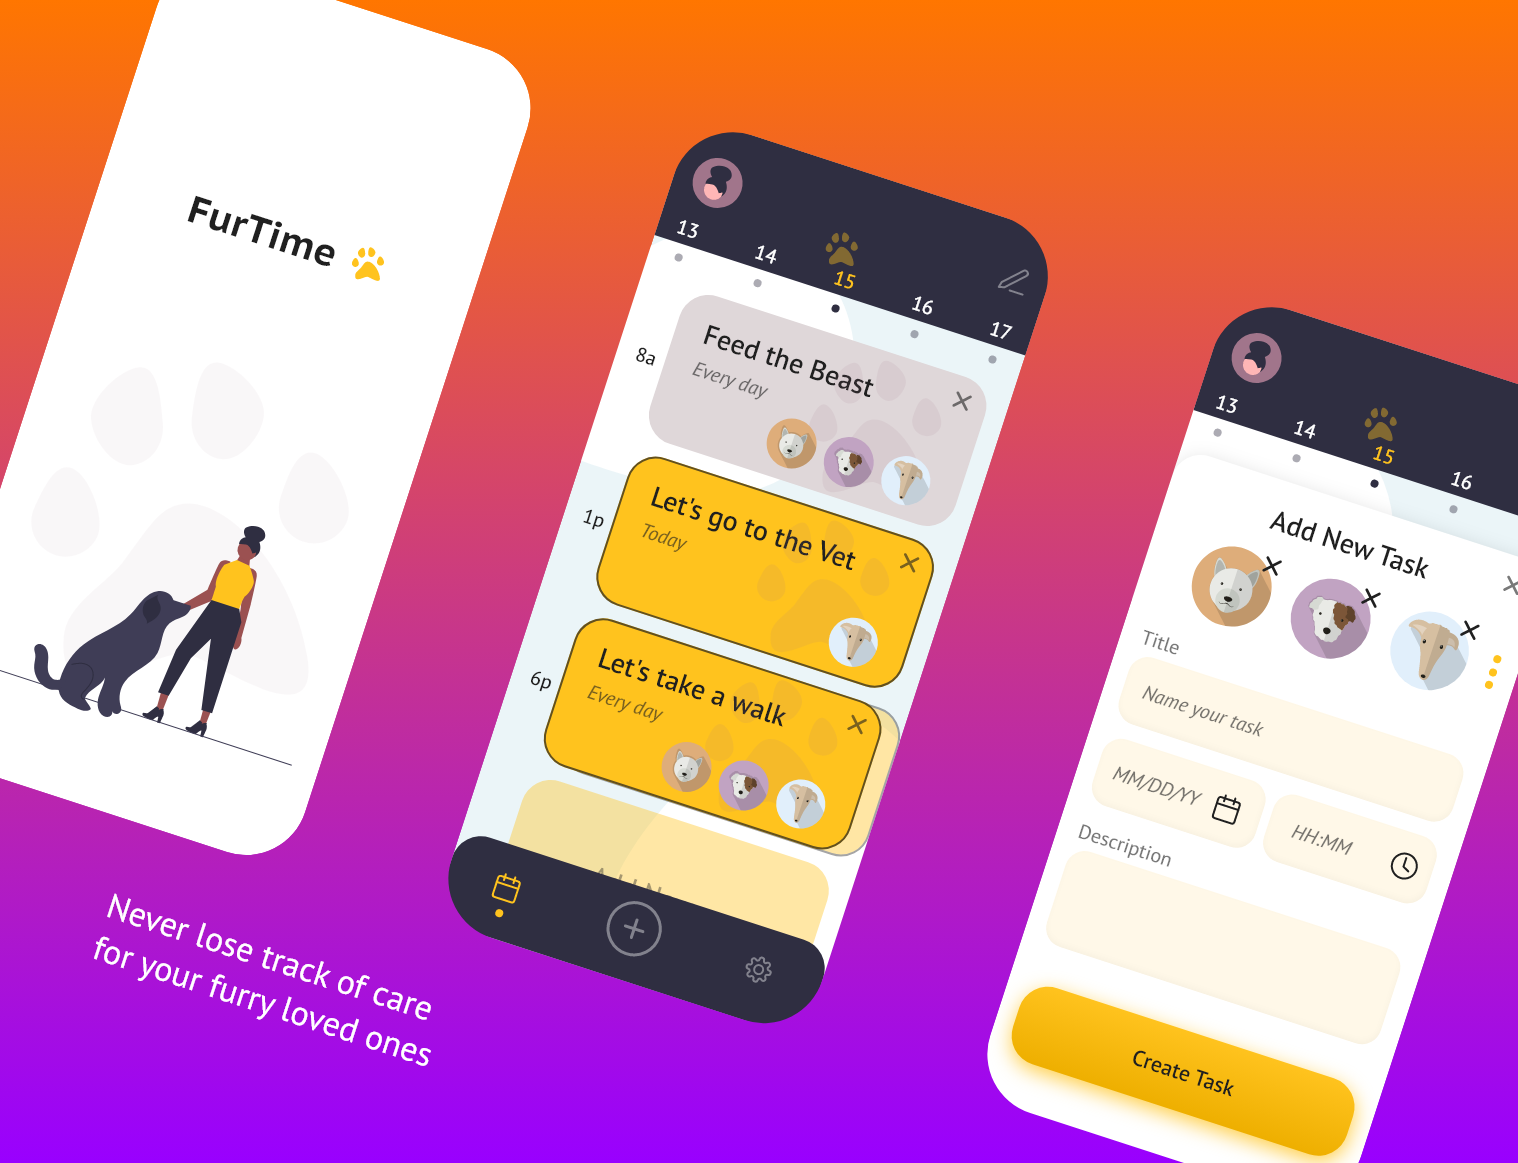 FurTime
Never lose track of care
for your furry loved ones
13 14 15 16 17
8a
Feed the Beast
Every day
1p
Let's go to the Vet
Today
6p
Let's take a walk
Every day
13 14 15 16
Add New Task
Title
Name your task
MM/DD/YY
HH:MM
Description
Create Task